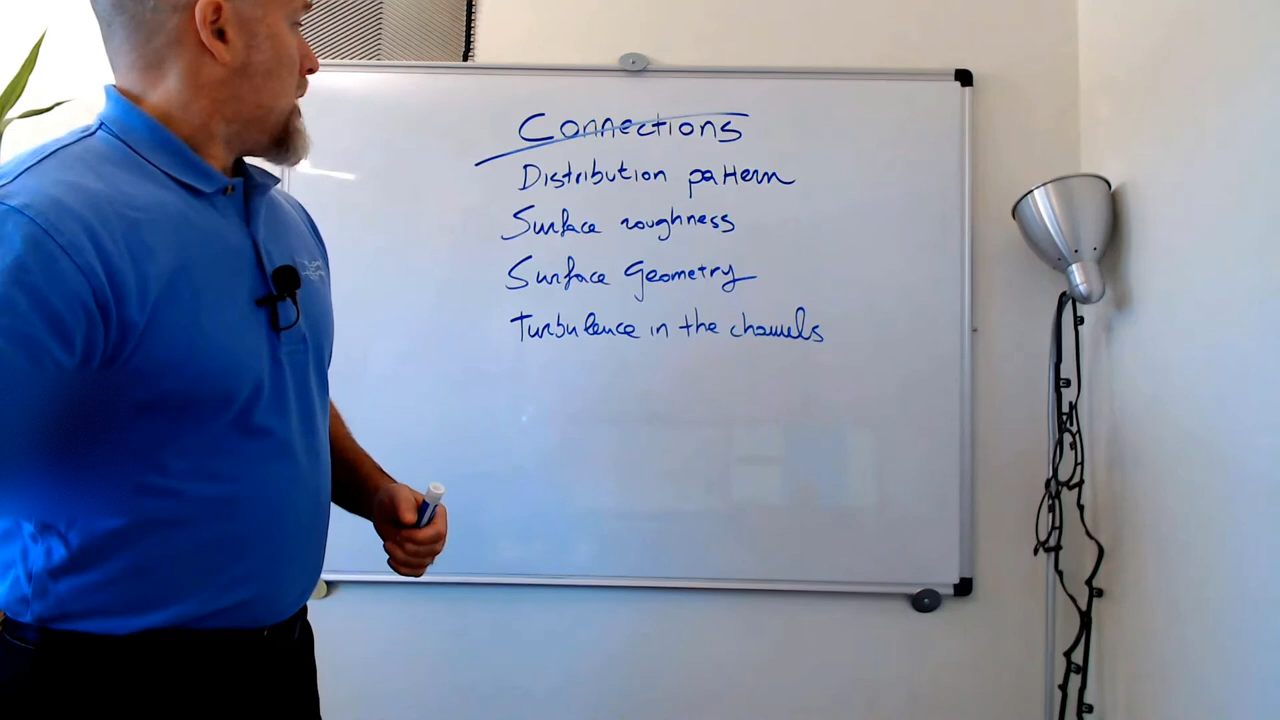 Connections
Distribution pattern
Surface roughness
Surface Geometry
Turbulence in the channels